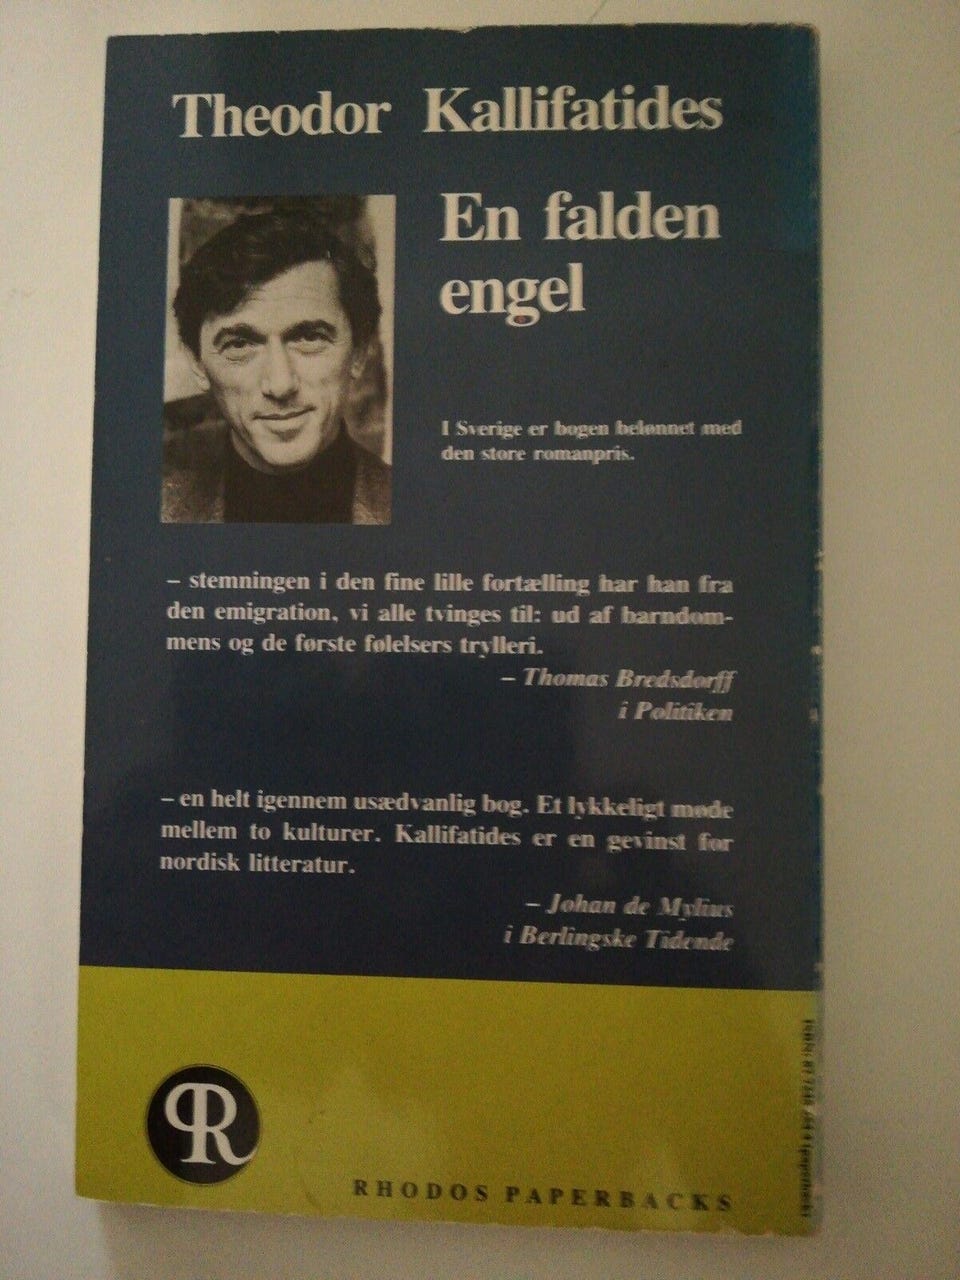 Theodor Kallifatides
En falden
engel
I Sverige er bogen belønnet med
den store romanpris.
– stemningen i den fine lille fortælling har han fra
den emigration, vi alle tvinges til: ud af barndom-
mens og de første følelsers trylleri.
– Thomas Bredsdorff
i Politiken
– en helt igennem usædvanlig bog. Et lykkeligt møde
mellem to kulturer. Kallifatides er en gevinst for
nordisk litteratur.
– Johan de Mylius
i Berlingske Tidende
PR
RHODOS PAPERBACKS